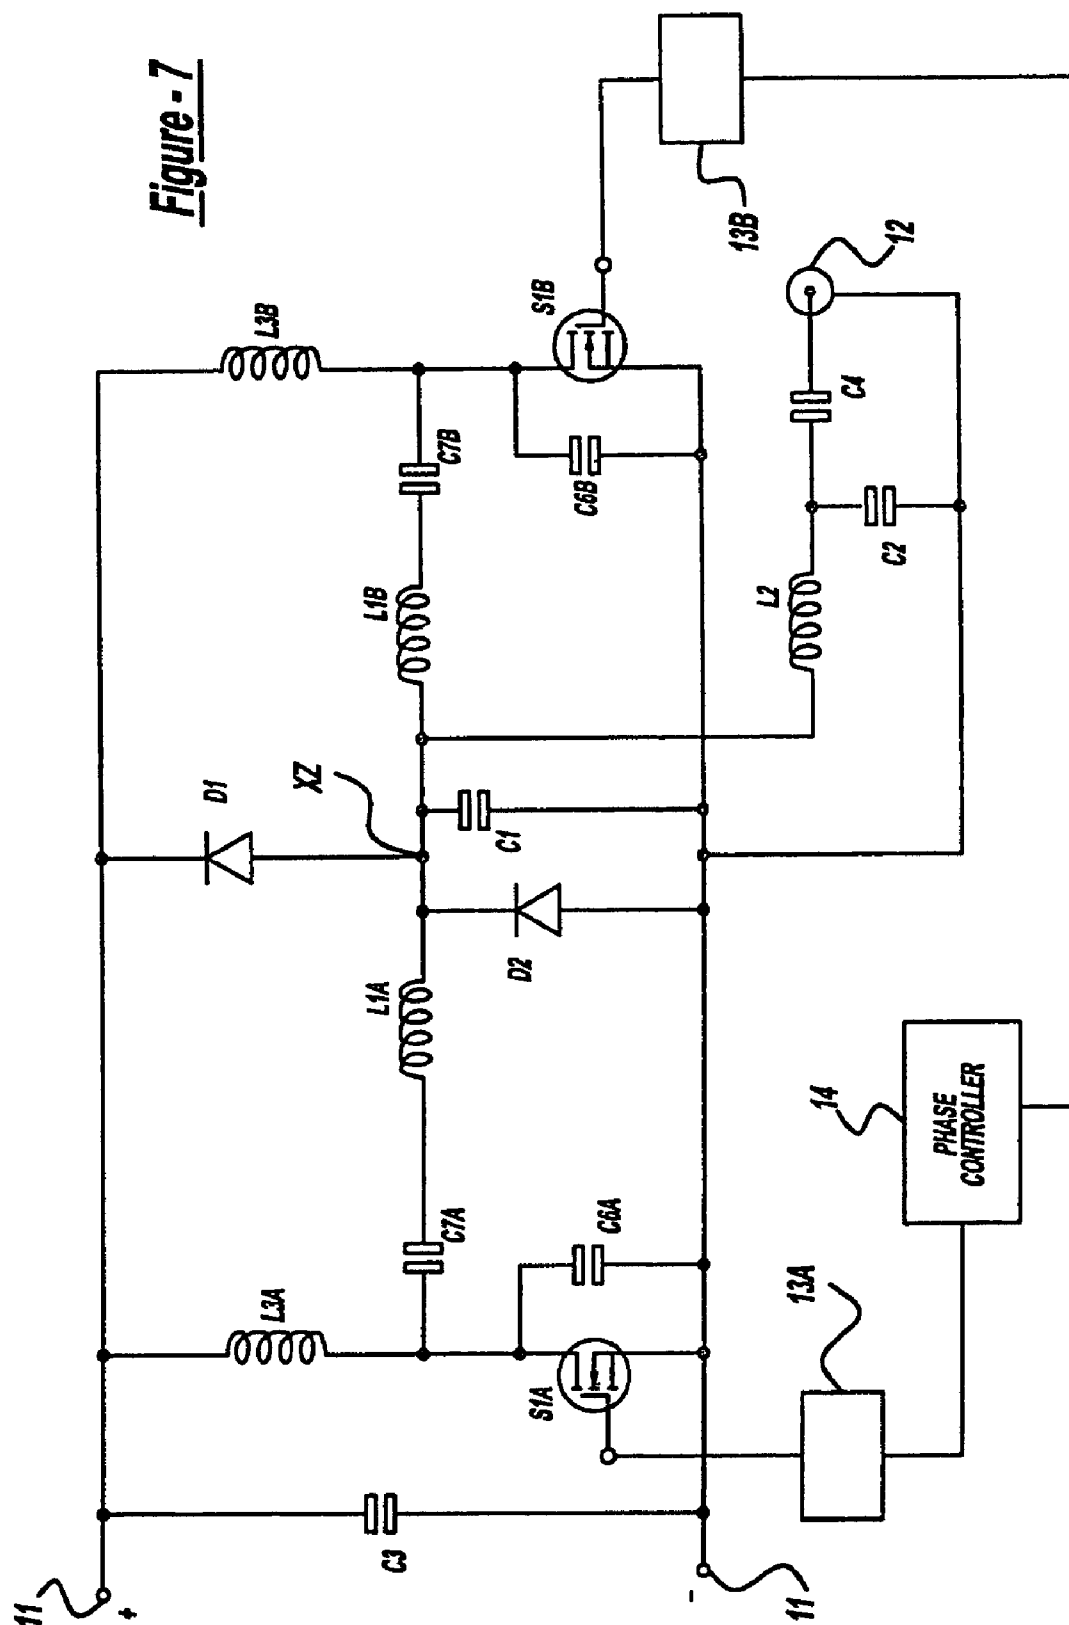 Figure - 7
L3B
S1B
13B
C7B
C6B
12
C4
L1B
L2
C2
D1
XZ
C1
D2
L1A
14
PHASE
CONTROLLER
C7A
C6A
L3A
13A
S1A
C3
11
+
-
11